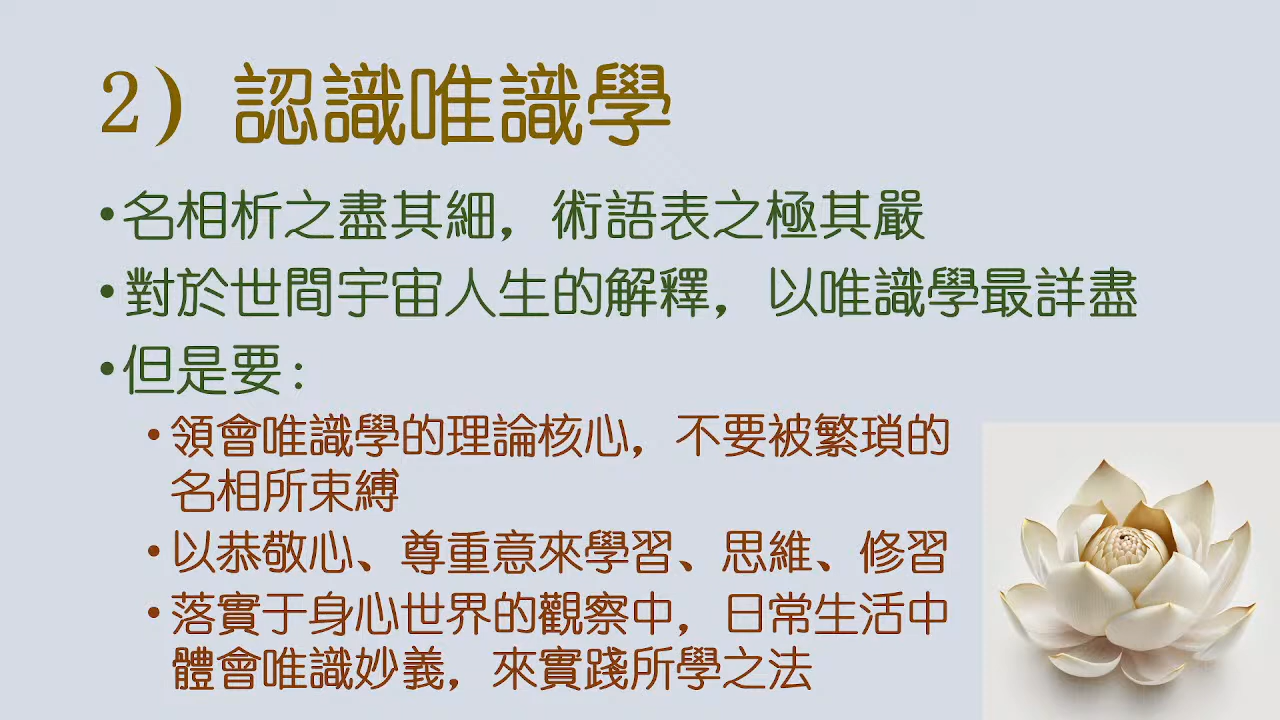 2）認識唯識學
•名相析之盡其細，術語表之極其嚴
•對於世間宇宙人生的解釋，以唯識學最詳盡
•但是要：
•領會唯識學的理論核心，不要被繁瑣的
名相所束縛
•以恭敬心、尊重意來學習、思維、修習
•落實于身心世界的觀察中，日常生活中
體會唯識妙義，來實踐所學之法